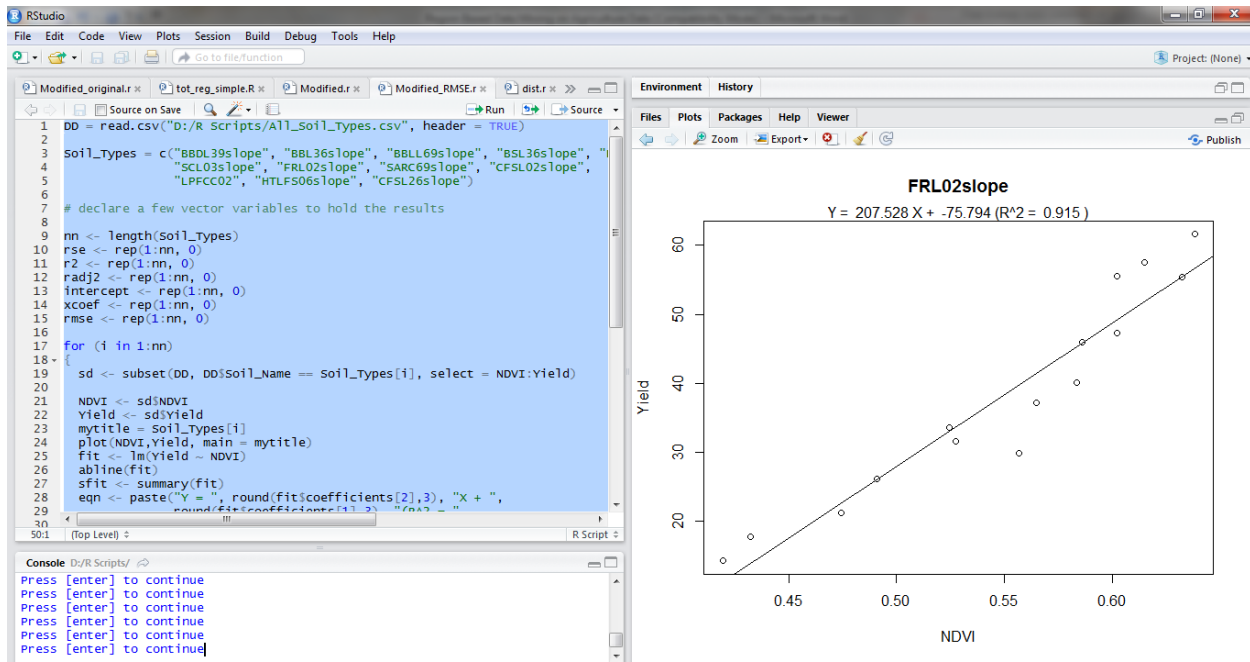 RStudio
File Edit Code View Plots Session Build Debug Tools Help
Go to file/function
Project: (None)
Modified_original.r × tot_reg_simple.R × Modified.r × Modified_RMSE.r × dist.r ×
Source on Save Run Source
1 DD = read.csv("D:/R Scripts/All_Soil_Types.csv", header = TRUE)
2
3 Soil_Types = c("BBDL39slope", "BBL36slope", "BBLL69slope", "BSL36slope",
4 "SCL03slope", "FRL02slope", "SARC69slope", "CFSL02slope",
5 "LPFCC02", "HTLFS06slope", "CFSL26slope")
6
7 # declare a few vector variables to hold the results
8
9 nn <- length(Soil_Types)
10 rse <- rep(1:nn, 0)
11 r2 <- rep(1:nn, 0)
12 radj2 <- rep(1:nn, 0)
13 intercept <- rep(1:nn, 0)
14 xcoef <- rep(1:nn, 0)
15 rmse <- rep(1:nn, 0)
16
17 for (i in 1:nn)
18 {
19 sd <- subset(DD, DD$Soil_Name == Soil_Types[i], select = NDVI:Yield)
20
21 NDVI <- sd$NDVI
22 Yield <- sd$Yield
23 mytitle = Soil_Types[i]
24 plot(NDVI,Yield, main = mytitle)
25 fit <- lm(Yield ~ NDVI)
26 abline(fit)
27 sfit <- summary(fit)
28 eqn <- paste("Y = ", round(fit$coefficients[2],3), "X + ",
29 round(fit$coefficients[1],3), "(R^2 = "
30
50:1 (Top Level) R Script
Console D:/R Scripts/
Press [enter] to continue
Press [enter] to continue
Press [enter] to continue
Press [enter] to continue
Press [enter] to continue
Press [enter] to continue
Environment History
Files Plots Packages Help Viewer
Zoom Export Publish
FRL02slope
Y = 207.528 X + -75.794 (R^2 = 0.915 )
60
50
40
30
20
Yield
0.45 0.50 0.55 0.60
NDVI